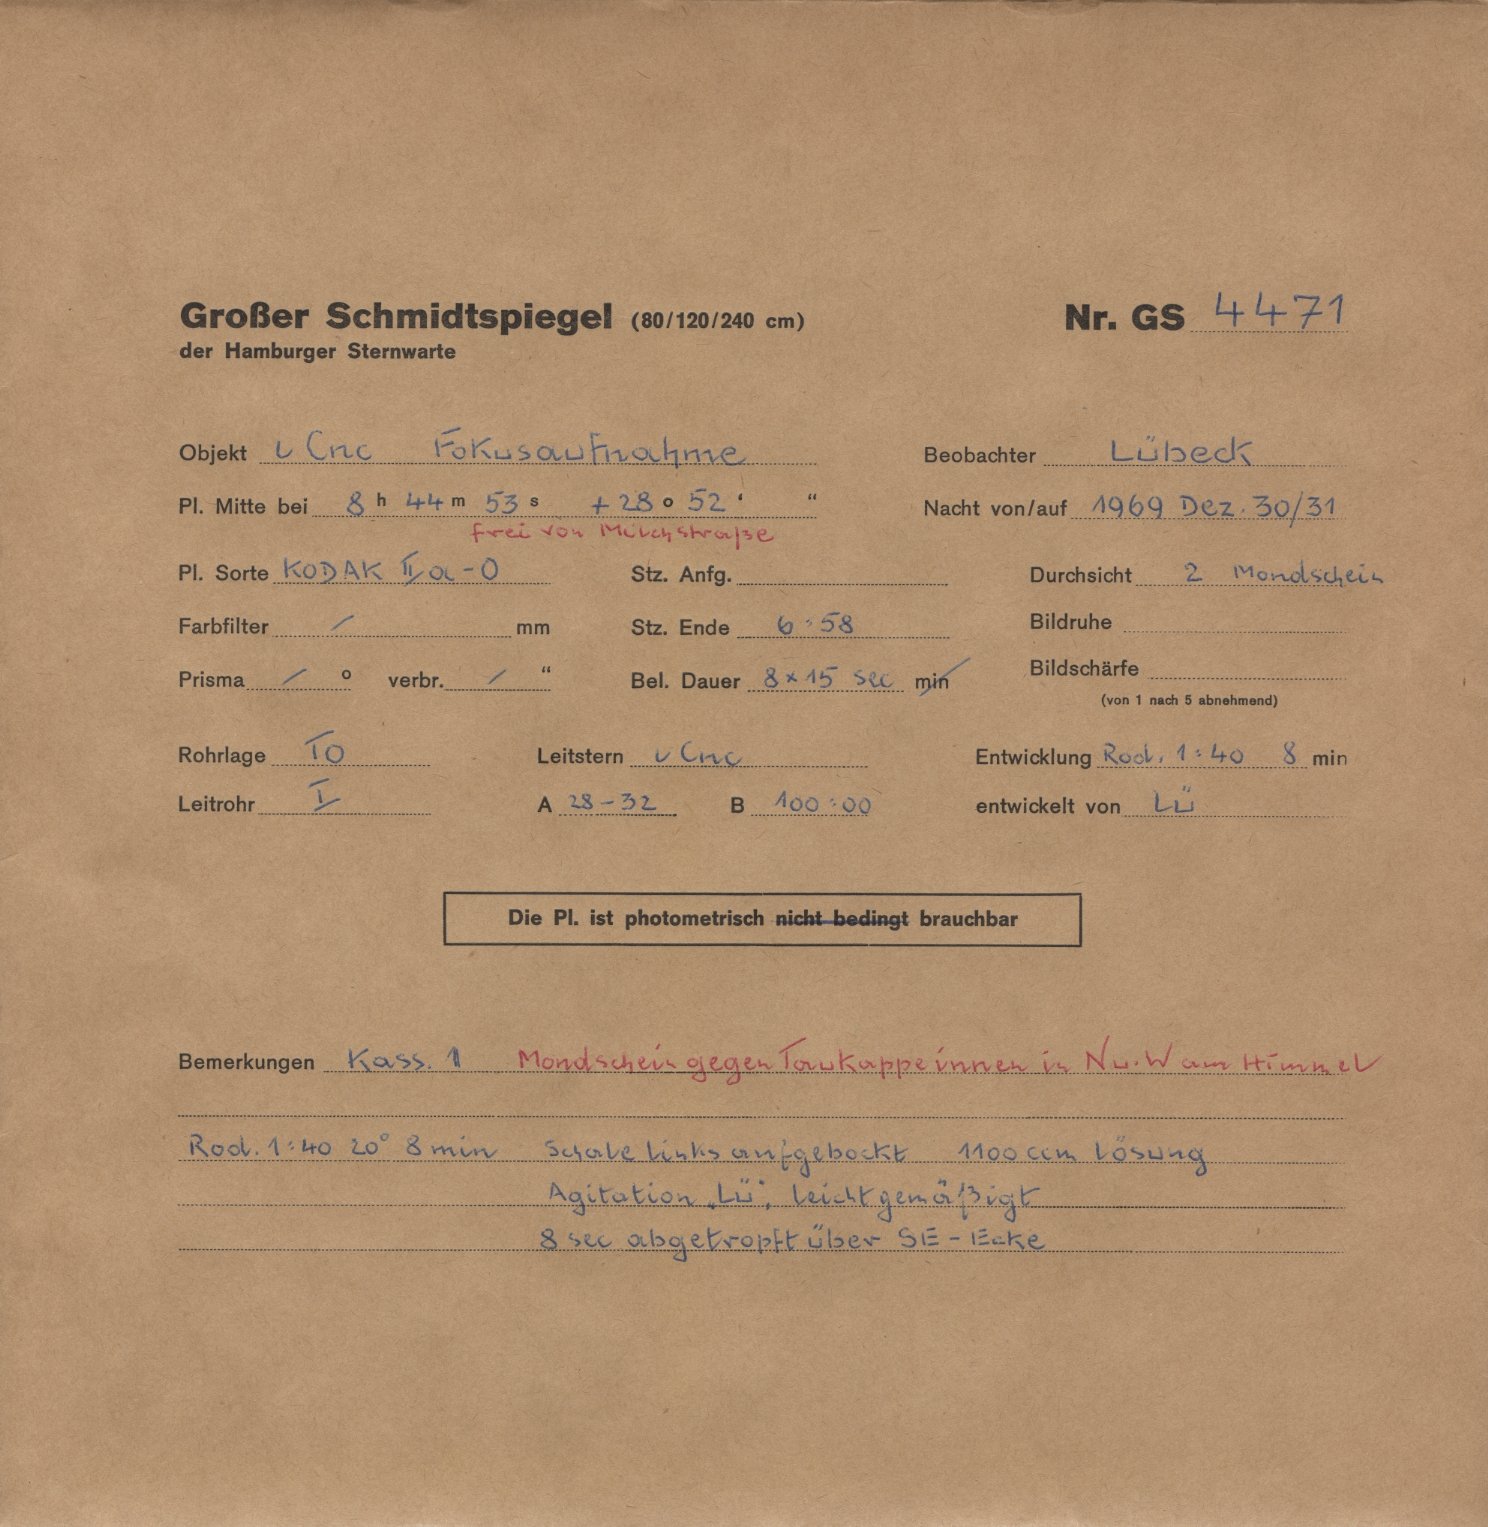 Großer Schmidtspiegel (80/120/240 cm) Nr. GS 4471
der Hamburger Sternwarte
Objekt ι Cnc Fokusaufnahme Beobachter Lübeck
Pl. Mitte bei 8 h 44 m 53 s +28 o 52 ‘ “ Nacht von/auf 1969 Dez. 30/31
frei von Milchstraße
Pl. Sorte KODAK IIa-O Stz. Anfg. Durchsicht 2 Mondschein
Farbfilter / mm Stz. Ende 6:58 Bildruhe
Prisma / o verbr. / “ Bel. Dauer 8×15 sec min Bildschärfe
(von 1 nach 5 abnehmend)
Rohrlage TO Leitstern ι Cnc Entwicklung Rod. 1:40 8 min
Leitrohr I A 28-32 B 100:00 entwickelt von Lü
Die Pl. ist photometrisch nicht bedingt brauchbar
Bemerkungen Kass. 1 Mondschein gegen Taukappe innen in N u. W am Himmel
Rod. 1:40 20° 8 min Schale links aufgebockt 1100 ccm Lösung
Agitation „Lü“, leicht gemäßigt
8 sec abgetropft über SE-Ecke